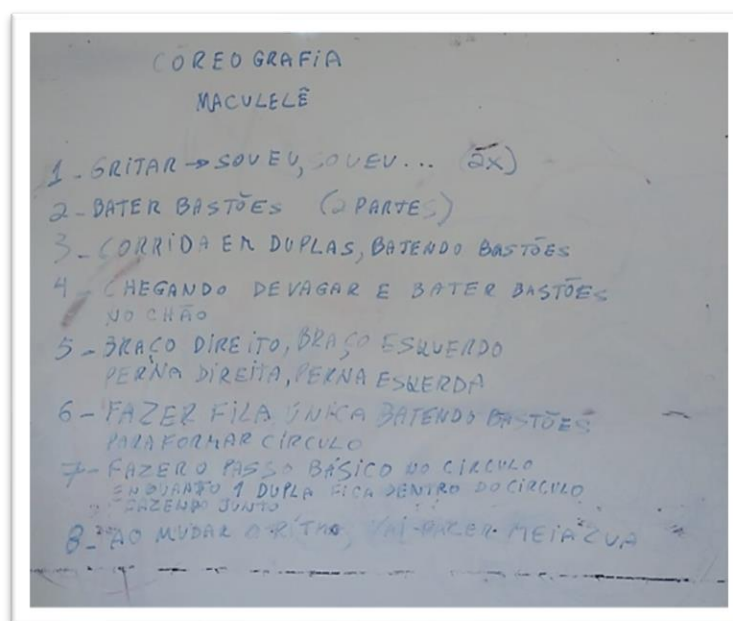 COREOGRAFIA
MACULELÊ
1 - GRITAR → SOU EU, SOU EU... (2X)
2 - BATER BASTÕES (2 PARTES)
3 - CORRIDA EM DUPLAS, BATENDO BASTÕES
4 - CHEGANDO DEVAGAR E BATER BASTÕES
NO CHÃO
5 - BRAÇO DIREITO, BRAÇO ESQUERDO
PERNA DIREITA, PERNA ESQUERDA
6 - FAZER FILA ÚNICA BATENDO BASTÕES
PARA FORMAR CÍRCULO
7 - FAZER O PASSO BÁSICO NO CÍRCULO
ENQUANTO 1 DUPLA FICA DENTRO DO CÍRCULO
FAZENDO JUNTO
8 - AO MUDAR O RITMO, VAI FAZER MEIA LUA